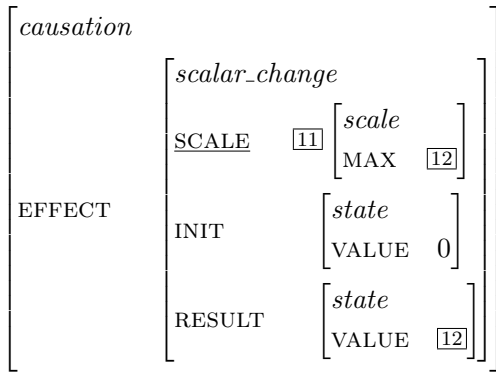 causation
scalar_change
SCALE 11 scale
MAX 12
EFFECT
INIT state
VALUE 0
RESULT state
VALUE 12